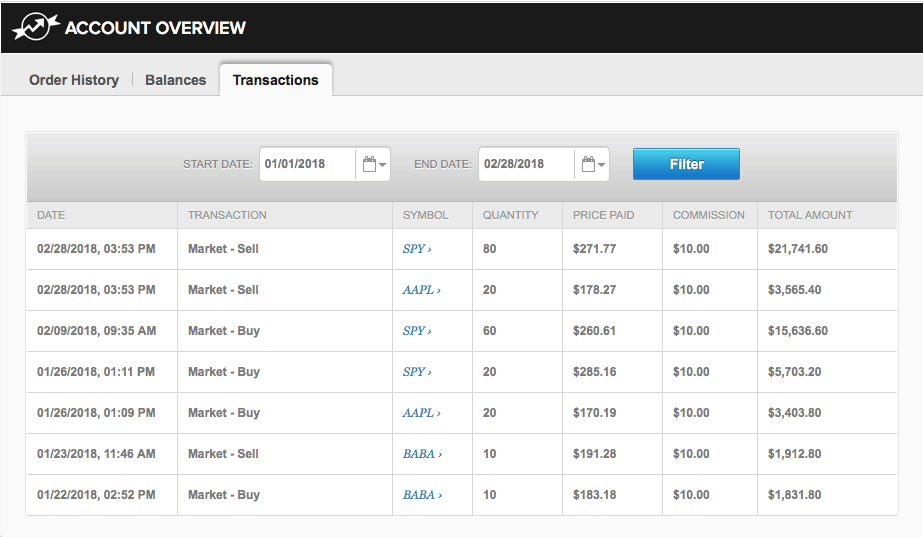 ACCOUNT OVERVIEW
Order History Balances Transactions
START DATE: 01/01/2018 END DATE: 02/28/2018 Filter
DATE TRANSACTION SYMBOL QUANTITY PRICE PAID COMMISSION TOTAL AMOUNT
02/28/2018, 03:53 PM Market - Sell SPY › 80 $271.77 $10.00 $21,741.60
02/28/2018, 03:53 PM Market - Sell AAPL › 20 $178.27 $10.00 $3,565.40
02/09/2018, 09:35 AM Market - Buy SPY › 60 $260.61 $10.00 $15,636.60
01/26/2018, 01:11 PM Market - Buy SPY › 20 $285.16 $10.00 $5,703.20
01/26/2018, 01:09 PM Market - Buy AAPL › 20 $170.19 $10.00 $3,403.80
01/23/2018, 11:46 AM Market - Sell BABA › 10 $191.28 $10.00 $1,912.80
01/22/2018, 02:52 PM Market - Buy BABA › 10 $183.18 $10.00 $1,831.80